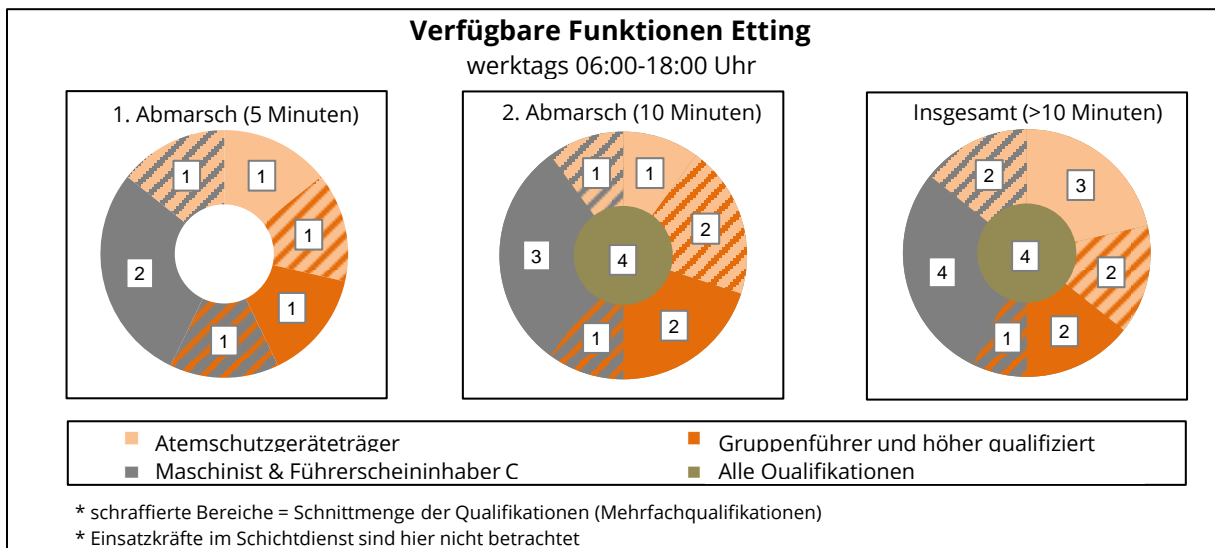 Verfügbare Funktionen Etting
werktags 06:00-18:00 Uhr
1. Abmarsch (5 Minuten)
1
1
1
1
2
1
2. Abmarsch (10 Minuten)
1
1
2
3
4
2
1
Insgesamt (>10 Minuten)
2
3
4
4
2
2
1
Atemschutzgeräteträger
Gruppenführer und höher qualifiziert
Maschinist & Führerscheininhaber C
Alle Qualifikationen
* schraffierte Bereiche = Schnittmenge der Qualifikationen (Mehrfachqualifikationen)
* Einsatzkräfte im Schichtdienst sind hier nicht betrachtet